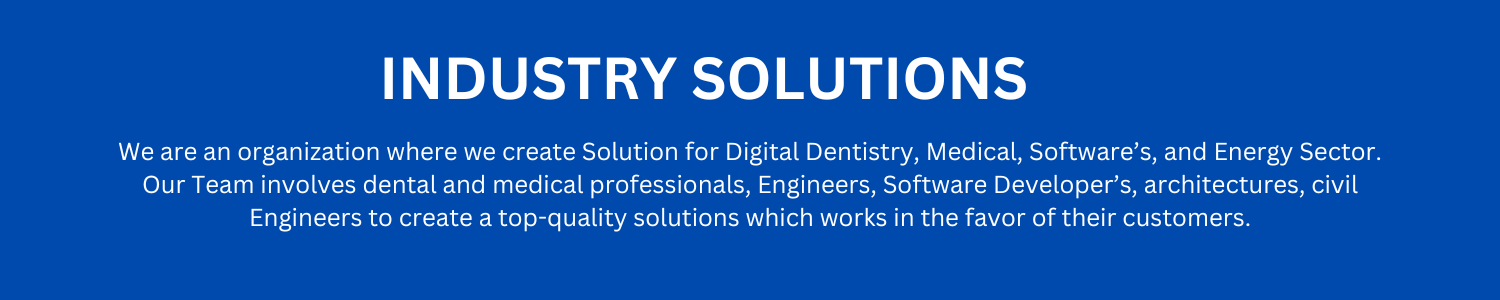 INDUSTRY SOLUTIONS
We are an organization where we create Solution for Digital Dentistry, Medical, Software’s, and Energy Sector.
Our Team involves dental and medical professionals, Engineers, Software Developer’s, architectures, civil
Engineers to create a top-quality solutions which works in the favor of their customers.